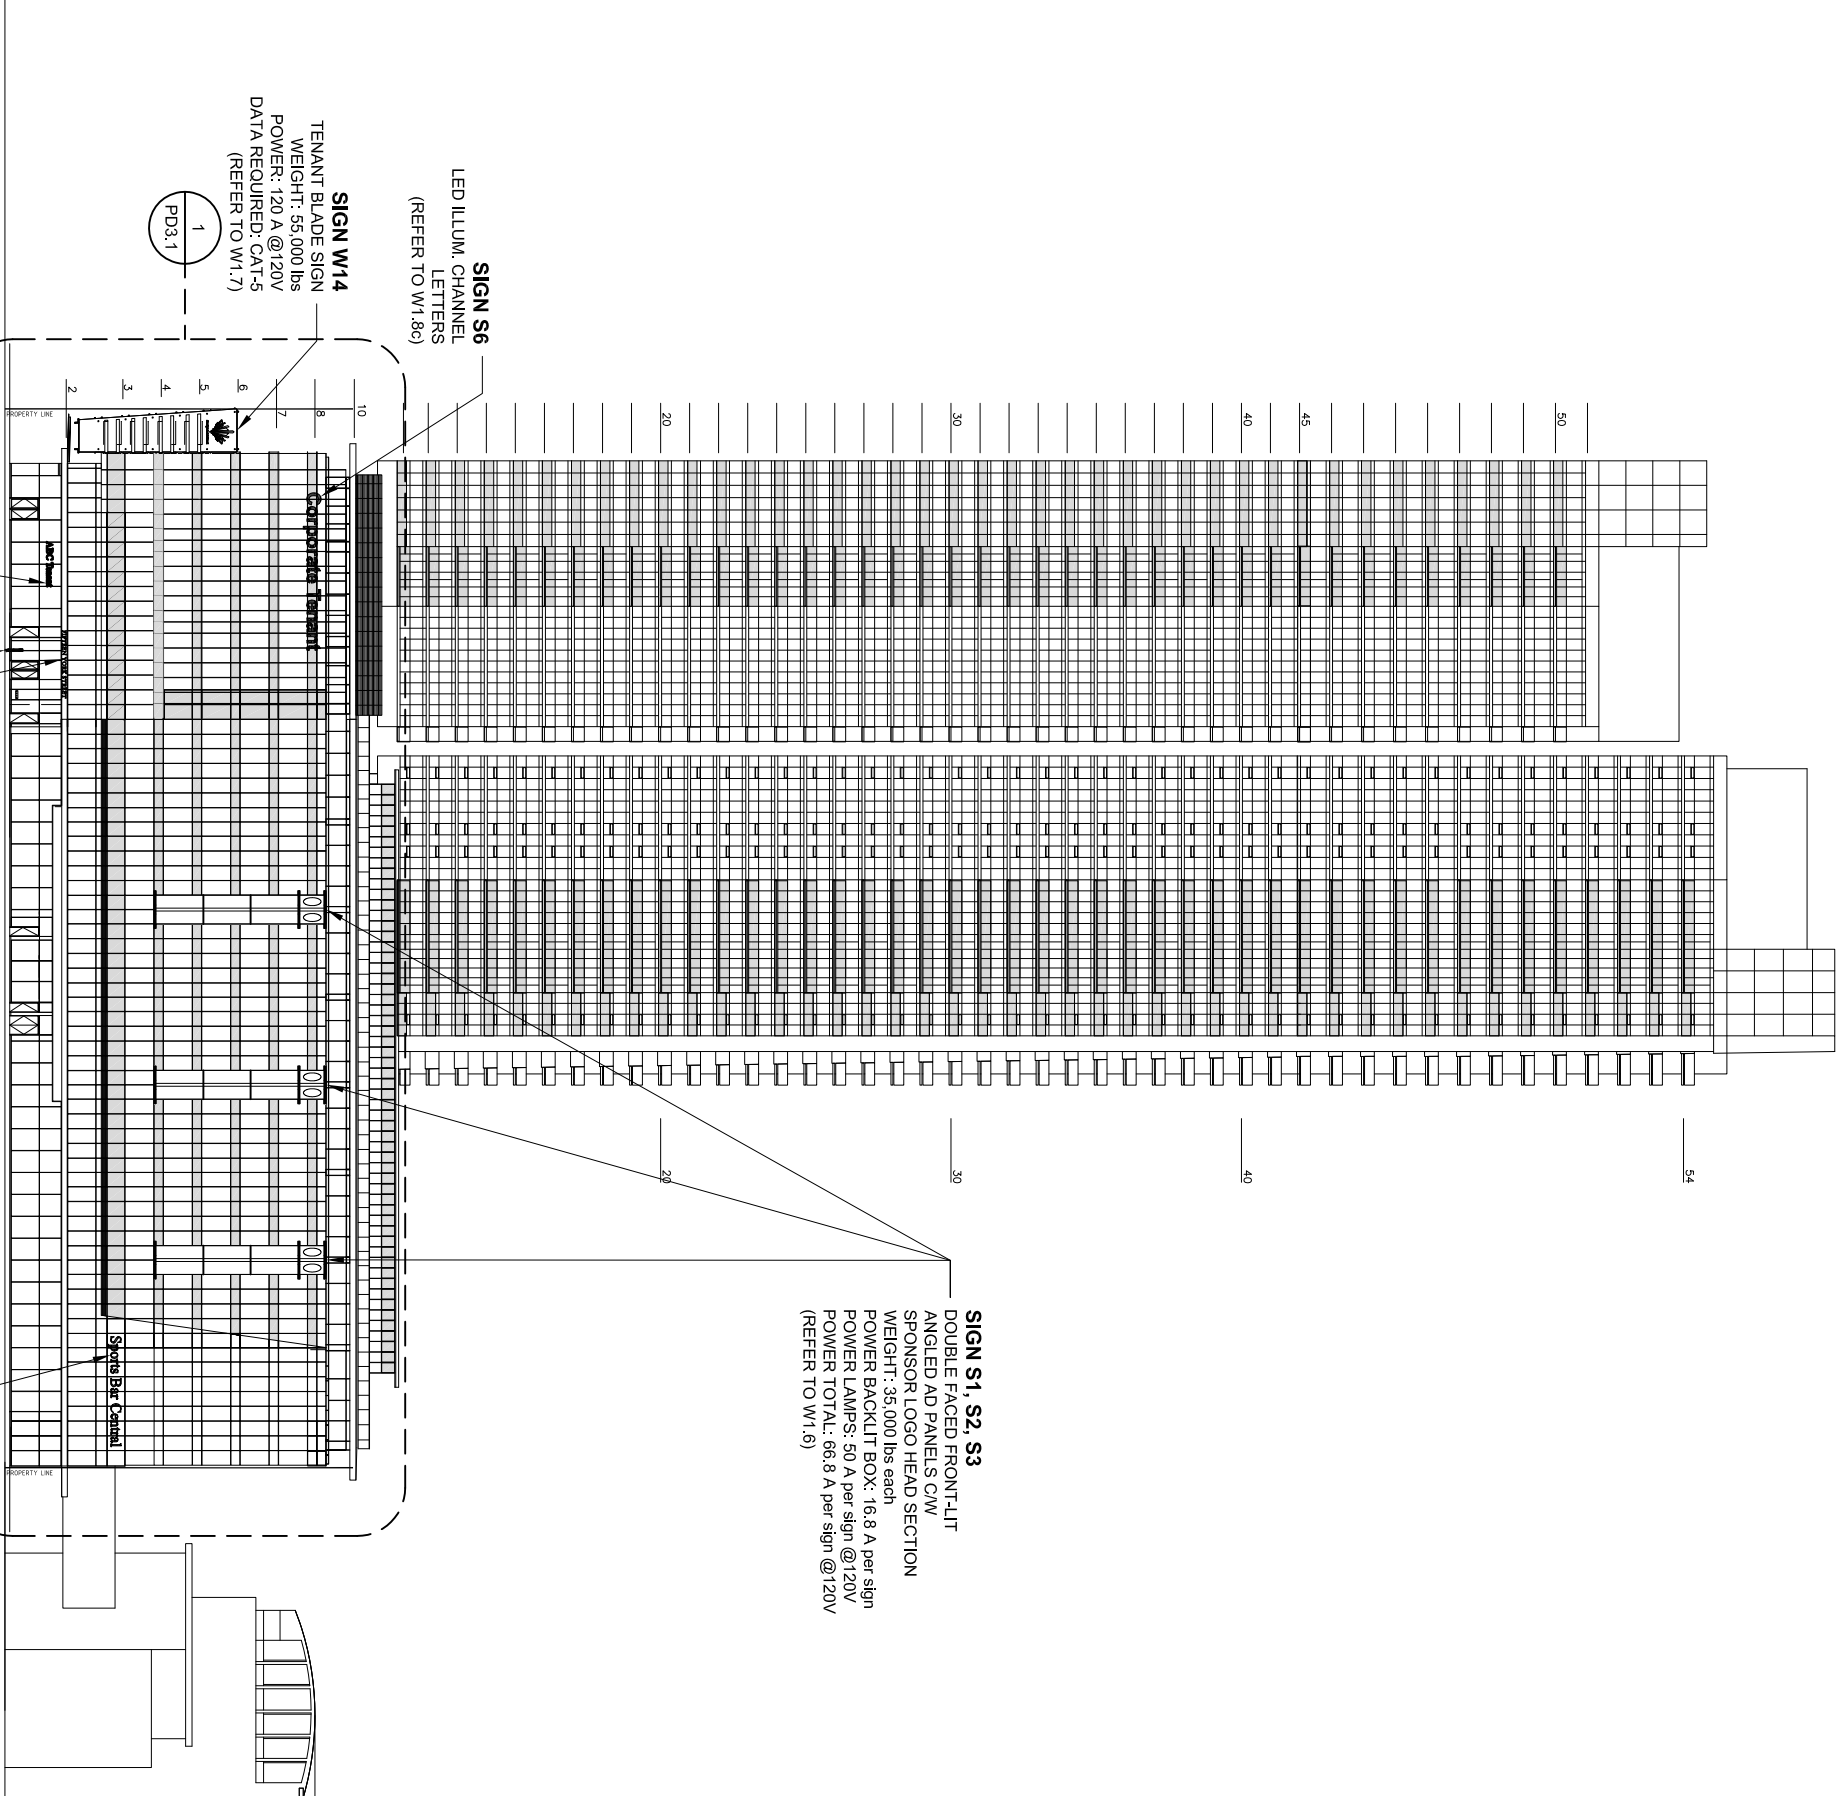 SIGN W14
TENANT BLADE SIGN
WEIGHT: 55,000 lbs
POWER: 120 A @120V
DATA REQUIRED: CAT-5
(REFER TO W1.7)
1
PD3.1
SIGN S6
LED ILLUM. CHANNEL
LETTERS
(REFER TO W1.8c)
SIGN S1, S2, S3
DOUBLE FACED FRONT-LIT
ANGLED AD PANELS C/W
SPONSOR LOGO HEAD SECTION
WEIGHT: 35,000 lbs each
POWER BACKLIT BOX: 16.8 A per sign
POWER LAMPS: 50 A per sign @120V
POWER TOTAL: 66.8 A per sign @120V
(REFER TO W1.6)
50
45
40
30
20
10
8
7
6
5
4
3
2
54
40
30
20
PROPERTY LINE
PROPERTY LINE
Corporate Tenant
ABC Tenant
Sports Bar Central